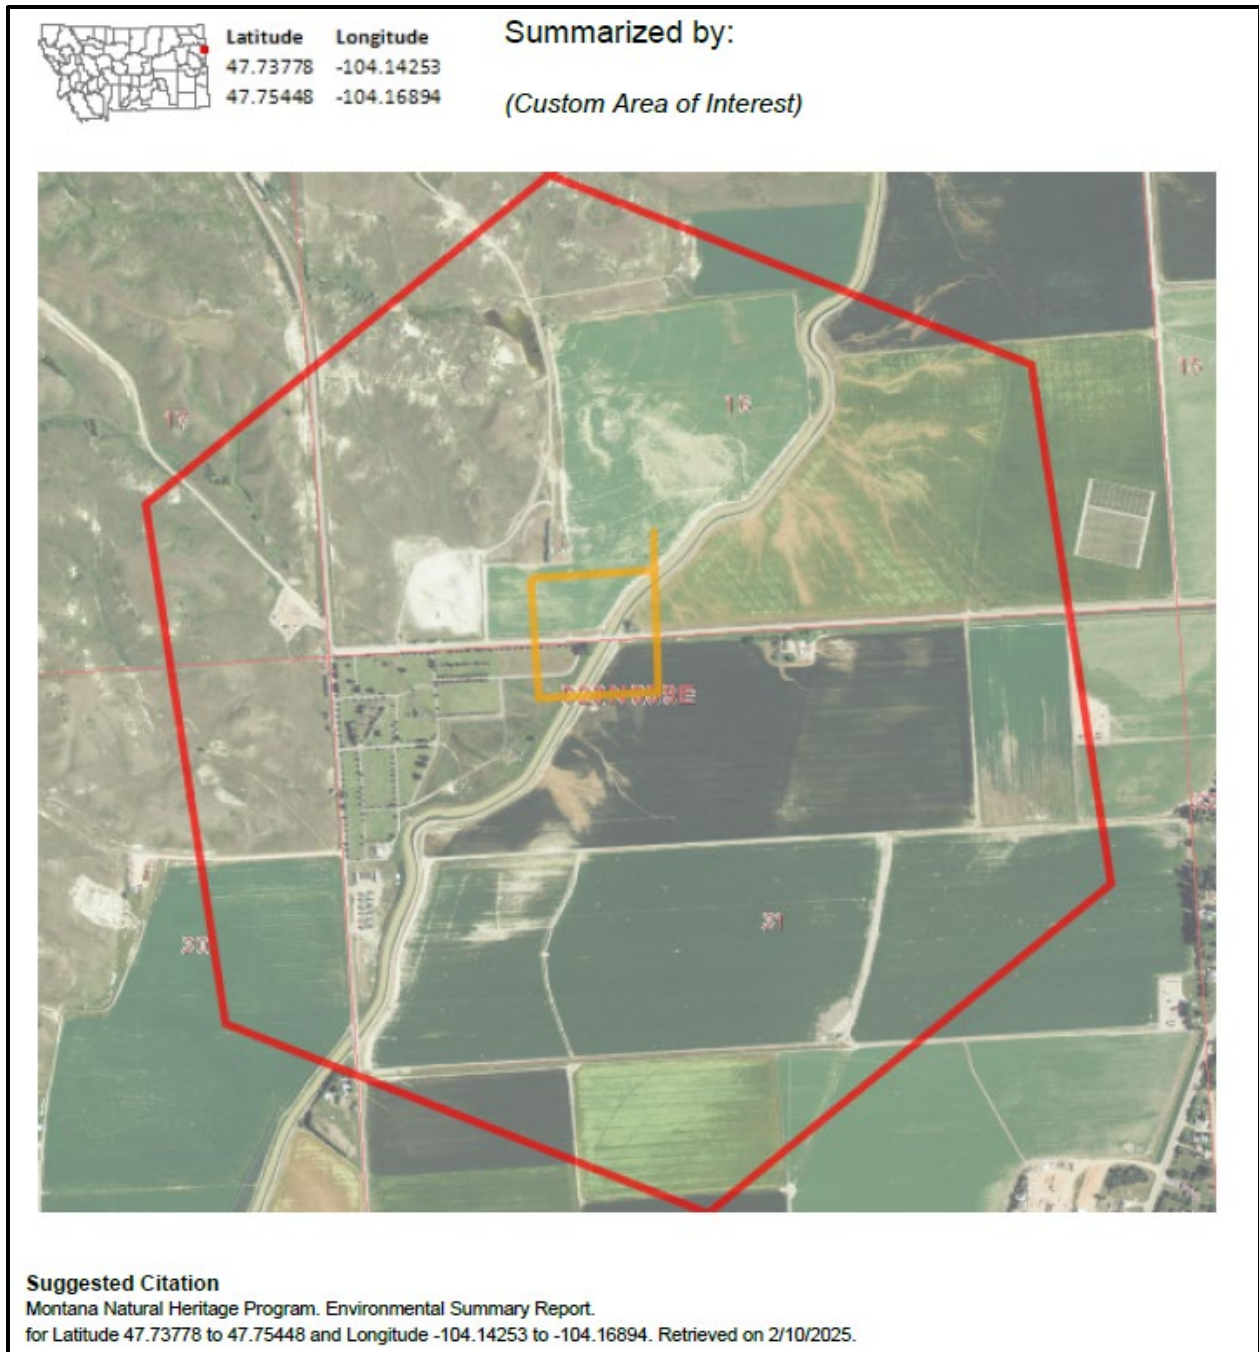 Latitude Longitude
47.73778 -104.14253
47.75448 -104.16894
Summarized by:
(Custom Area of Interest)
15
17
16
21
Suggested Citation
Montana Natural Heritage Program. Environmental Summary Report.
for Latitude 47.73778 to 47.75448 and Longitude -104.14253 to -104.16894. Retrieved on 2/10/2025.